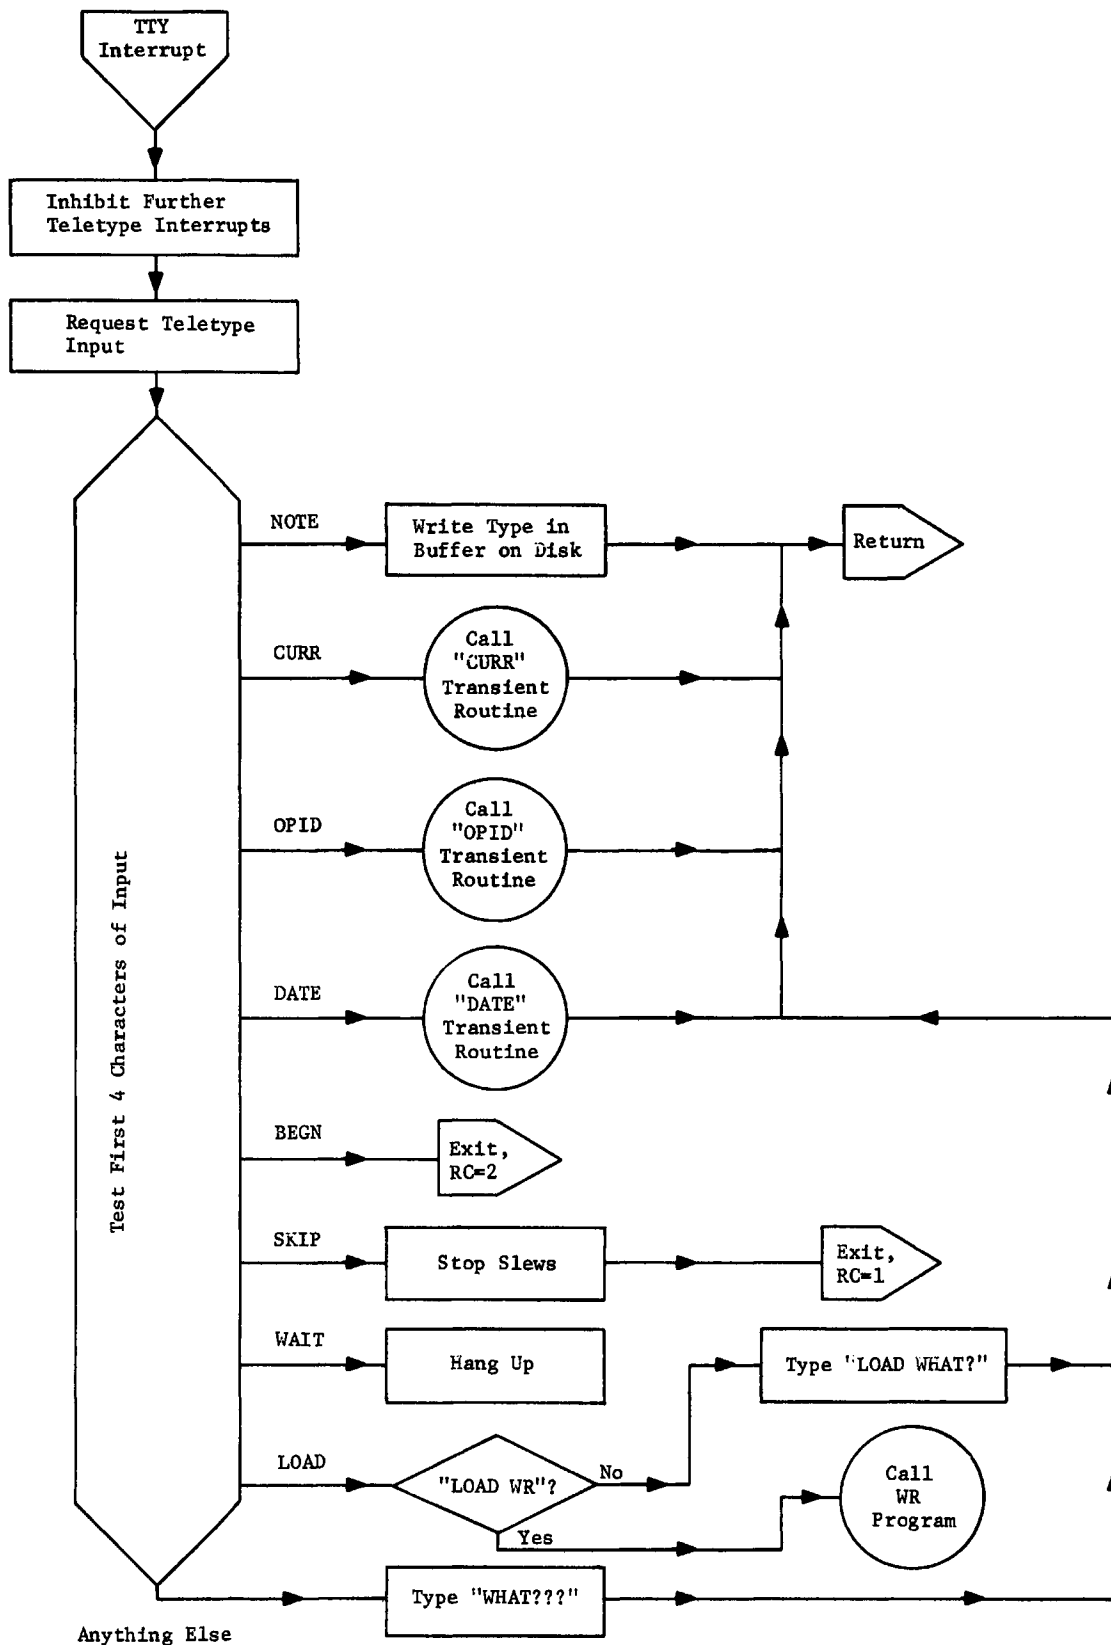 TTY
Interrupt
Inhibit Further
Teletype Interrupts
Request Teletype
Input
Test First 4 Characters of Input
NOTE
Write Type in
Buffer on Disk
Return
CURR
Call
"CURR"
Transient
Routine
OPID
Call
"OPID"
Transient
Routine
DATE
Call
"DATE"
Transient
Routine
BEGN
Exit,
RC=2
SKIP
Stop Slews
Exit,
RC=1
WAIT
Hang Up
Type "LOAD WHAT?"
LOAD
"LOAD WR"?
No
Yes
Call
WR
Program
Type "WHAT???"
Anything Else